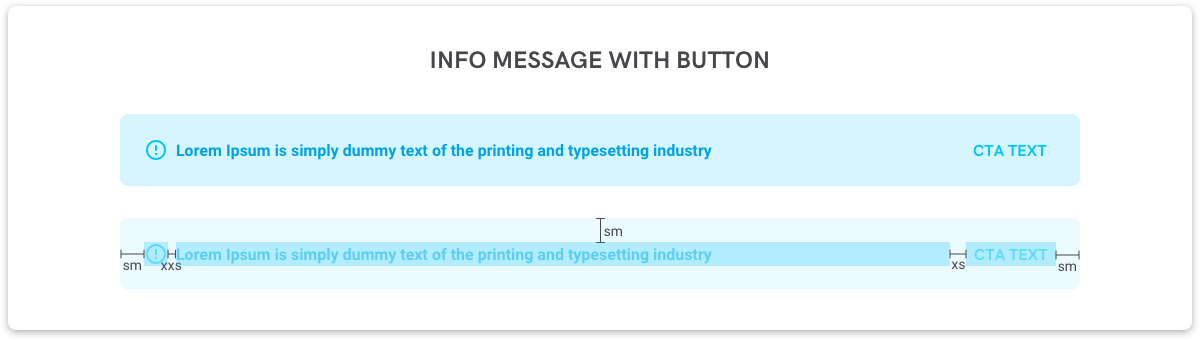 INFO MESSAGE WITH BUTTON
Lorem Ipsum is simply dummy text of the printing and typesetting industry CTA TEXT
sm
Lorem Ipsum is simply dummy text of the printing and typesetting industry CTA TEXT
sm xxs xs sm